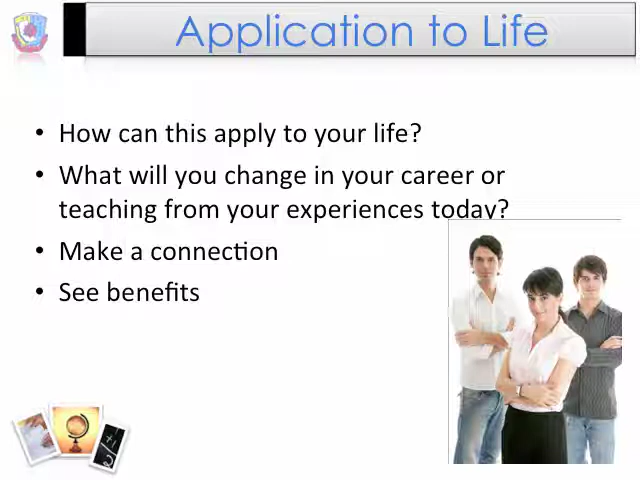 Application to Life
• How can this apply to your life?
• What will you change in your career or
teaching from your experiences today?
• Make a connection
• See benefits